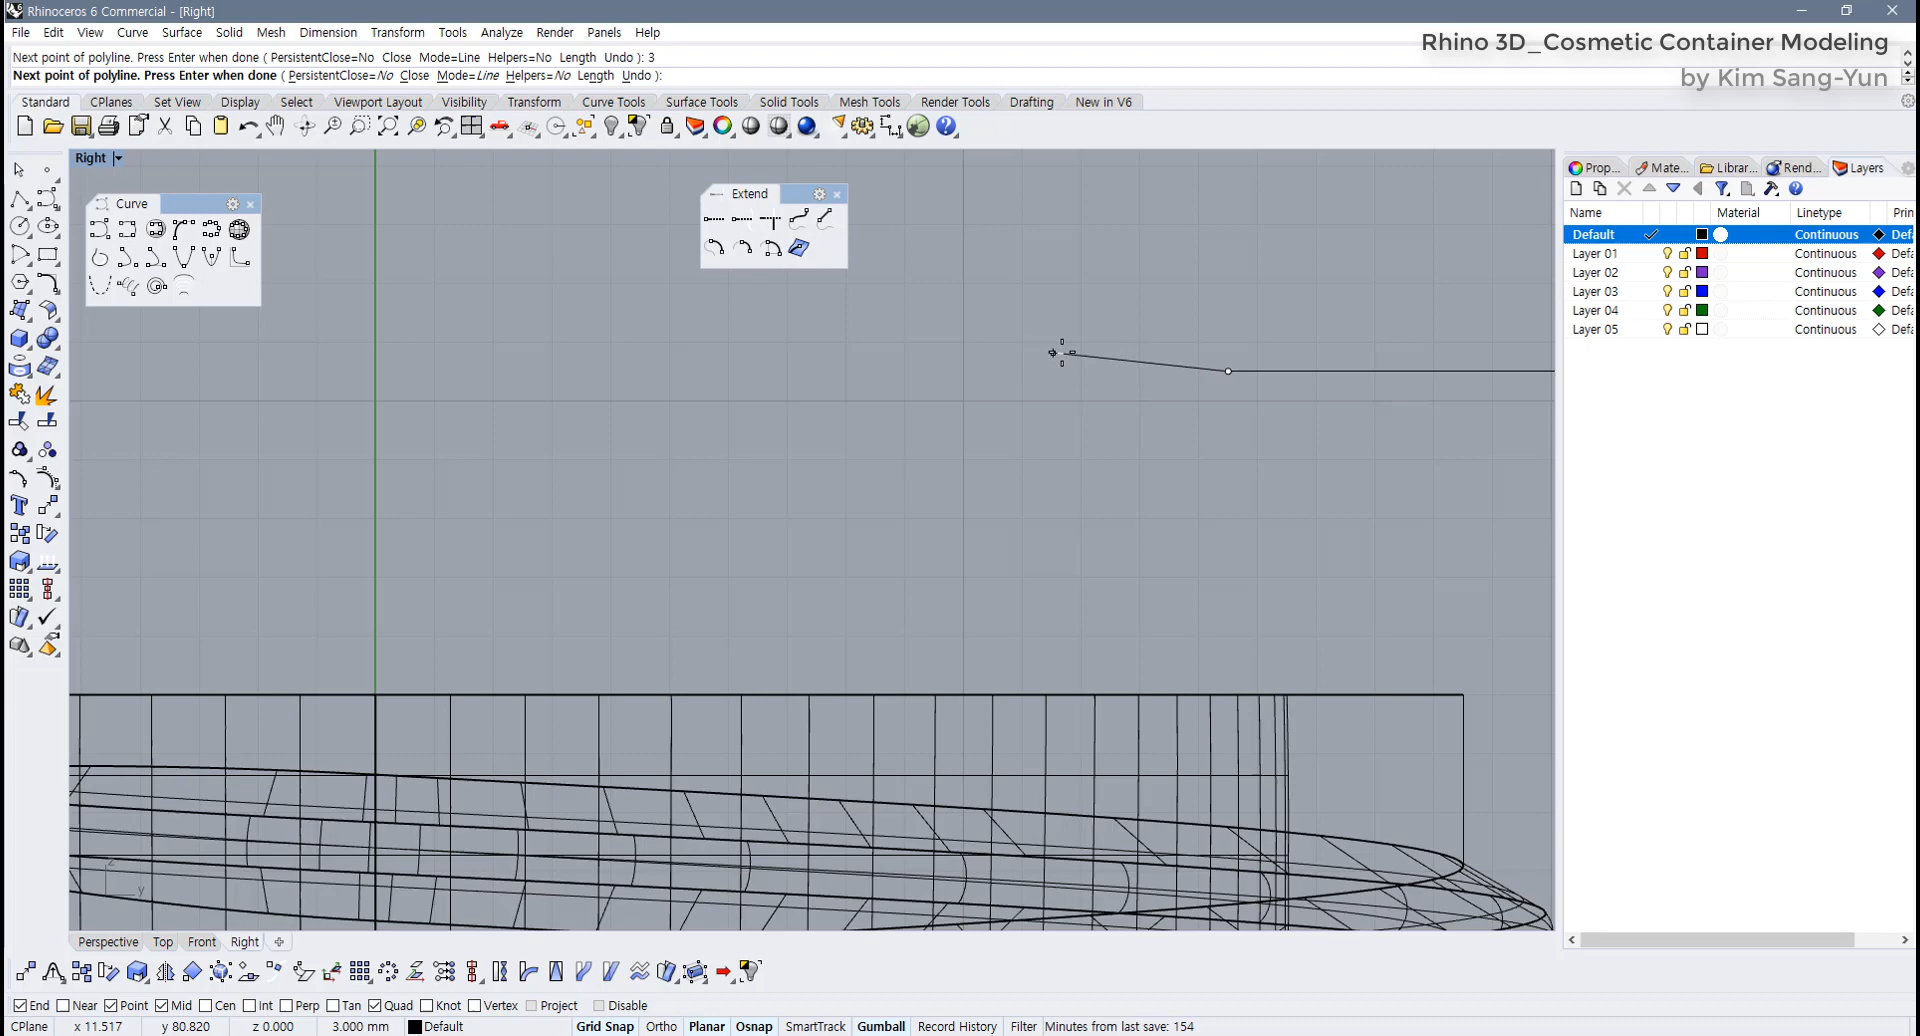 Rhinoceros 6 Commercial - [Right]
File Edit View Curve Surface Solid Mesh Dimension Transform Tools Analyze Render Panels Help
Rhino 3D_Cosmetic Container Modeling
by Kim Sang-Yun
Next point of polyline. Press Enter when done ( PersistentClose=No Close Mode=Line Helpers=No Length Undo ): 3
Next point of polyline. Press Enter when done ( PersistentClose=No Close Mode=Line Helpers=No Length Undo ):
Standard CPlanes Set View Display Select Viewport Layout Visibility Transform Curve Tools Surface Tools Solid Tools Mesh Tools Render Tools Drafting New in V6
Right
Prop... Mate... Librar... Rend... Layers
Curve
Extend
Name Material Linetype Prin
Default Continuous Defa
Layer 01 Continuous Defa
Layer 02 Continuous Defa
Layer 03 Continuous Defa
Layer 04 Continuous Defa
Layer 05 Continuous Defa
z
y
Perspective Top Front Right
End Near Point Mid Cen Int Perp Tan Quad Knot Vertex Project Disable
CPlane x 11.517 y 80.820 z 0.000 3.000 mm Default Grid Snap Ortho Planar Osnap SmartTrack Gumball Record History Filter Minutes from last save: 154